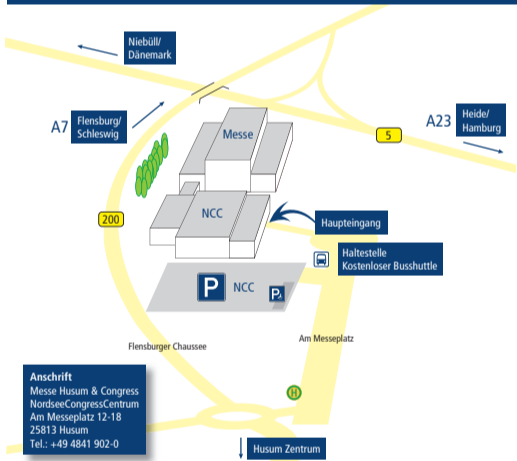 Niebüll/
Dänemark
A7
Flensburg/
Schleswig
Messe
A23
Heide/
Hamburg
5
200
NCC
Haupteingang
Haltestelle
Kostenloser Busshuttle
P
NCC
P
Flensburger Chaussee
Am Messeplatz
Anschrift
Messe Husum & Congress
NordseeCongressCentrum
Am Messeplatz 12-18
25813 Husum
Tel.: +49 4841 902-0
H
Husum Zentrum